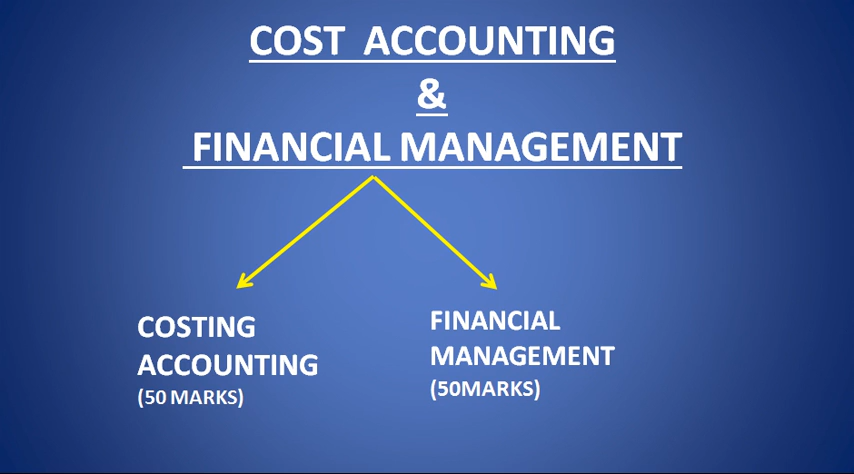 COST ACCOUNTING
&
FINANCIAL MANAGEMENT
COSTING
ACCOUNTING
(50 MARKS)
FINANCIAL
MANAGEMENT
(50MARKS)